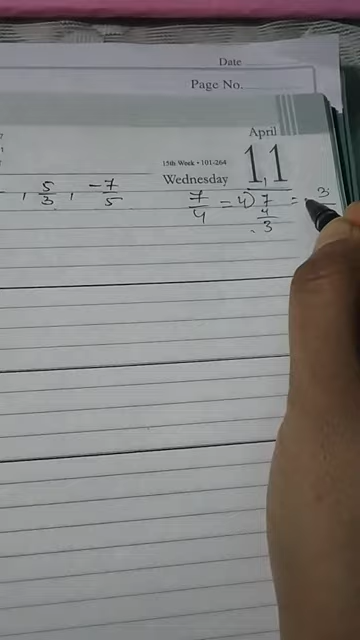 Date
Page No.
April
15th Week • 101-264
Wednesday 11
, 5/3 , -7/5
7/4 = 4) 7 = 3
4
3